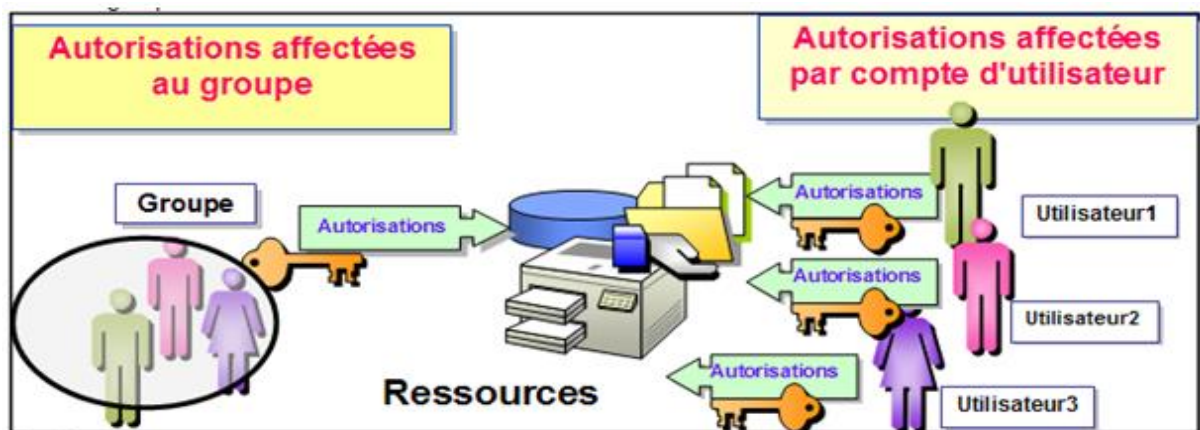 Autorisations affectées
au groupe
Autorisations affectées
par compte d'utilisateur
Groupe
Autorisations
Autorisations
Utilisateur1
Autorisations
Utilisateur2
Autorisations
Ressources
Utilisateur3